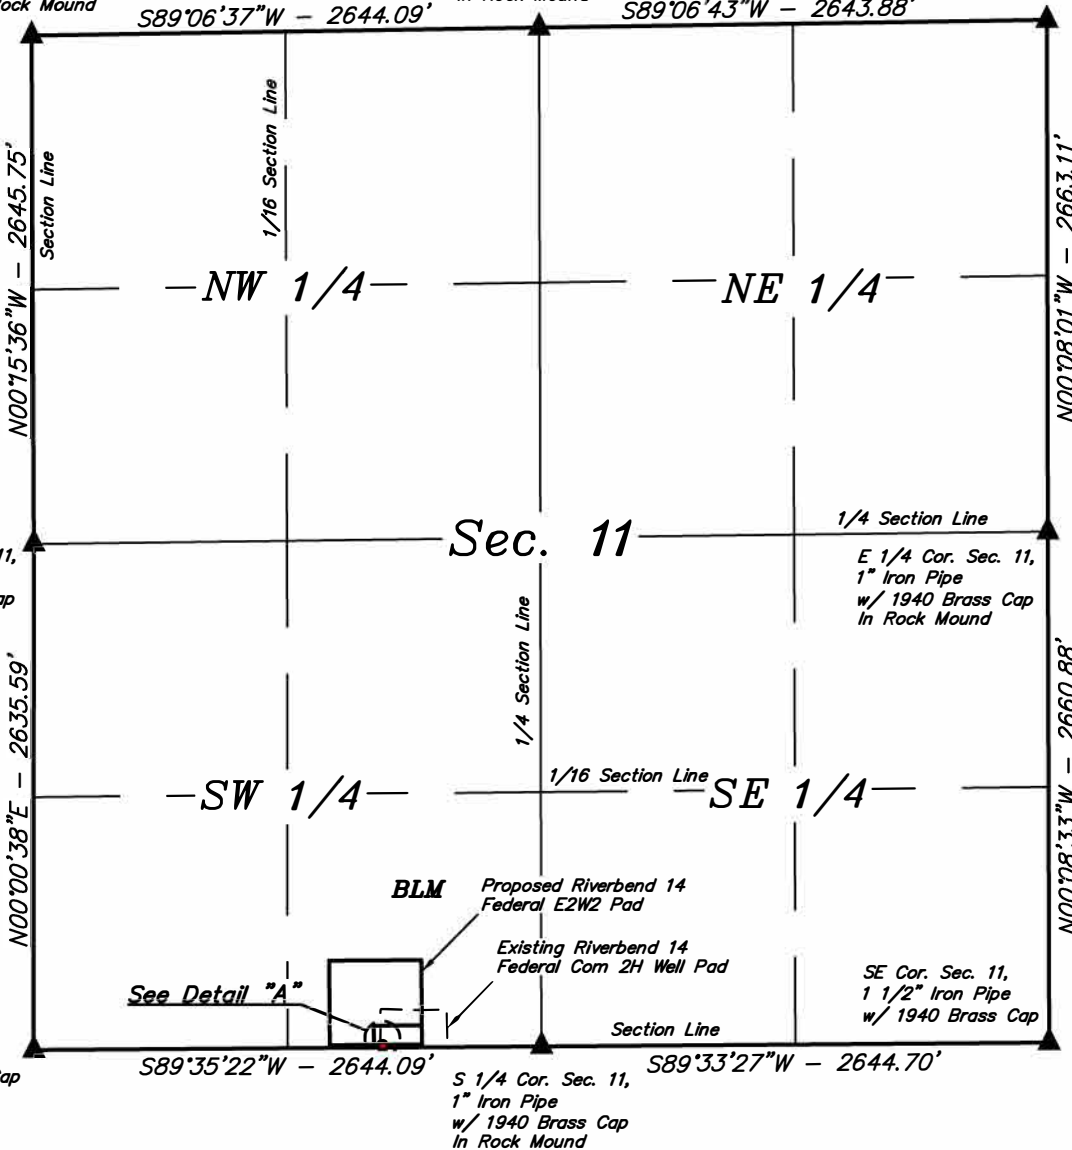 Rock Mound
S89°06'37"W - 2644.09'
In Rock Mound
S89°06'43"W - 2643.88'
1/16 Section Line
N00°15'36"W - 2645.75'
Section Line
N00°08'01"W - 2663.11'
NW 1/4
NE 1/4
Sec. 11
1/4 Section Line
11,
E 1/4 Cor. Sec. 11,
1" Iron Pipe
w/ 1940 Brass Cap
In Rock Mound
1/4 Section Line
N00°00'38"E - 2635.59'
N00°08'33"W - 2660.88'
1/16 Section Line
SW 1/4
SE 1/4
BLM
Proposed Riverbend 14
Federal E2W2 Pad
Existing Riverbend 14
Federal Com 2H Well Pad
See Detail "A"
SE Cor. Sec. 11,
1 1/2" Iron Pipe
w/ 1940 Brass Cap
Section Line
S89°35'22"W - 2644.09'
S89°33'27"W - 2644.70'
S 1/4 Cor. Sec. 11,
1" Iron Pipe
w/ 1940 Brass Cap
In Rock Mound